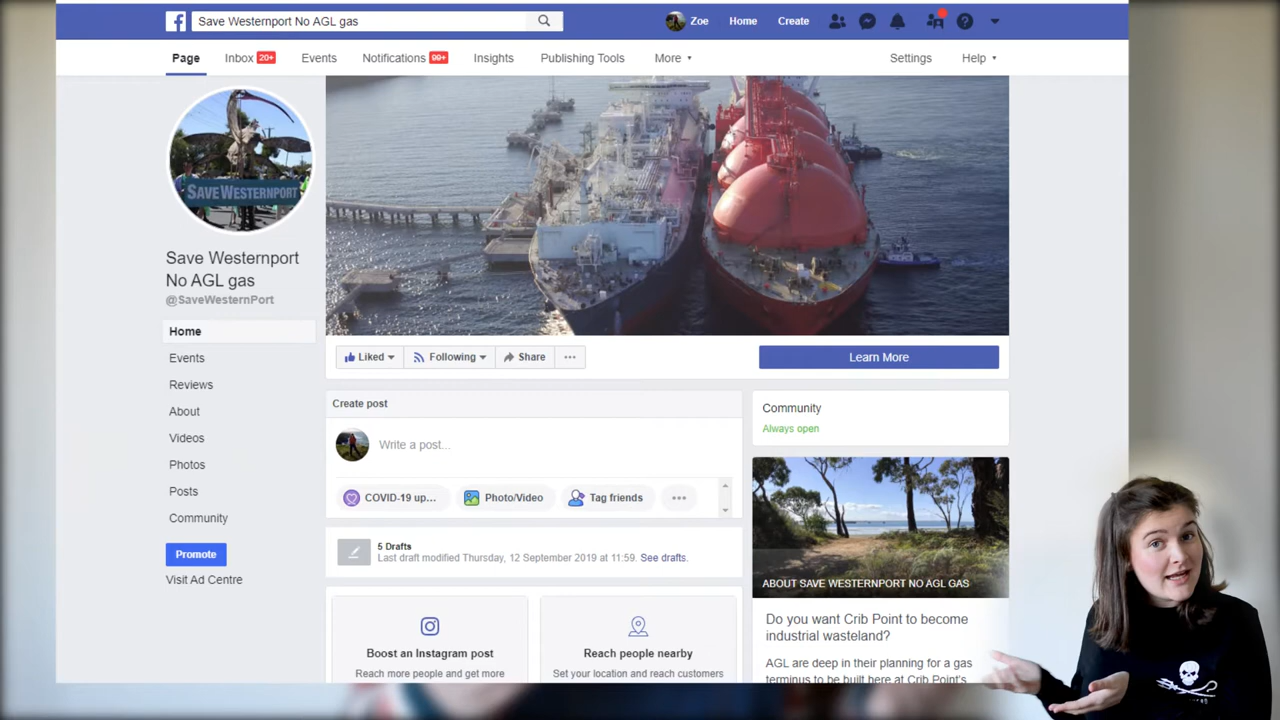 Save Westernport No AGL gas
Zoe
Home
Create
Page
Inbox 20+
Events
Notifications 99+
Insights
Publishing Tools
More
Settings
Help
SAVEWESTERNPORT
Save Westernport
No AGL gas
@SaveWesternPort
Home
Events
Reviews
About
Videos
Photos
Posts
Community
Promote
Visit Ad Centre
Liked
Following
Share
Learn More
Create post
Write a post...
COVID-19 up...
Photo/Video
Tag friends
5 Drafts
Last draft modified Thursday, 12 September 2019 at 11:59. See drafts.
Boost an Instagram post
Reach more people and get more
Reach people nearby
Set your location and reach customers
Community
Always open
ABOUT SAVE WESTERNPORT NO AGL GAS
Do you want Crib Point to become
industrial wasteland?
AGL are deep in their planning for a gas
terminus to be built here at Crib Point's